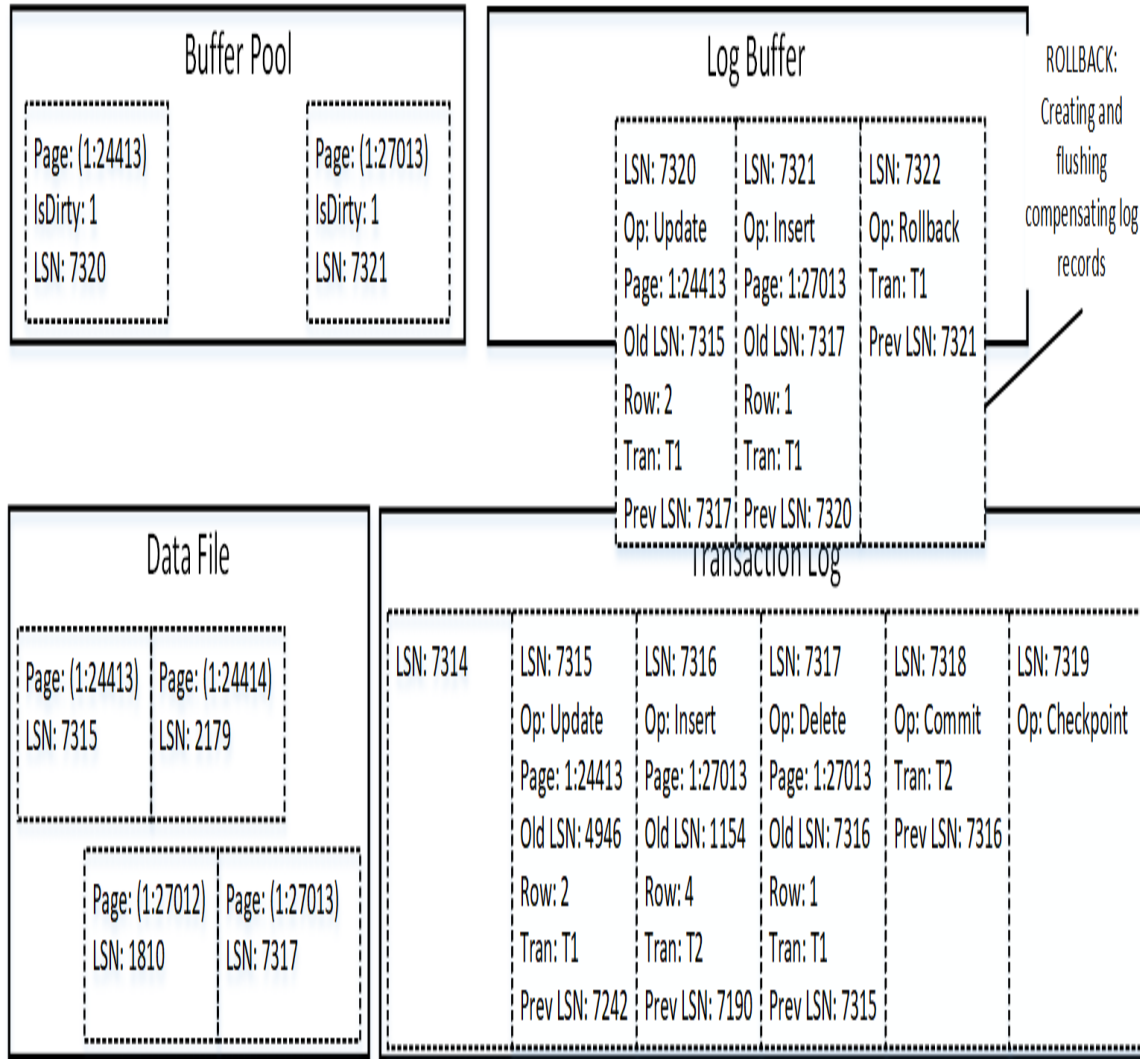 Buffer Pool
Page: (1:24413)
IsDirty: 1
LSN: 7320
Page: (1:27013)
IsDirty: 1
LSN: 7321
Log Buffer
LSN: 7320
Op: Update
Page: 1:24413
Old LSN: 7315
Row: 2
Tran: T1
Prev LSN: 7317
LSN: 7321
Op: Insert
Page: 1:27013
Old LSN: 7317
Row: 1
Tran: T1
Prev LSN: 7320
LSN: 7322
Op: Rollback
Tran: T1
Prev LSN: 7321
ROLLBACK:
Creating and
flushing
compensating log
records
Data File
Page: (1:24413)
LSN: 7315
Page: (1:24414)
LSN: 2179
Page: (1:27012)
LSN: 1810
Page: (1:27013)
LSN: 7317
Transaction Log
LSN: 7314
LSN: 7315
Op: Update
Page: 1:24413
Old LSN: 4946
Row: 2
Tran: T1
Prev LSN: 7242
LSN: 7316
Op: Insert
Page: 1:27013
Old LSN: 1154
Row: 4
Tran: T2
Prev LSN: 7190
LSN: 7317
Op: Delete
Page: 1:27013
Old LSN: 7316
Row: 1
Tran: T1
Prev LSN: 7315
LSN: 7318
Op: Commit
Tran: T2
Prev LSN: 7316
LSN: 7319
Op: Checkpoint